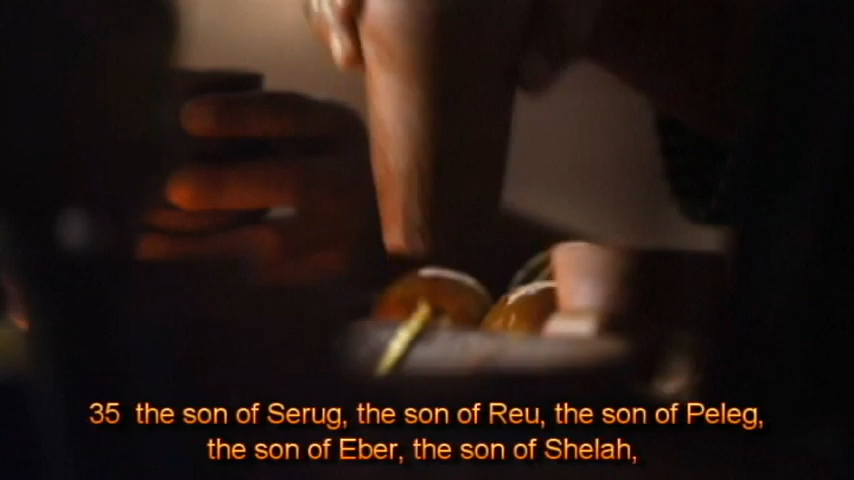 35 the son of Serug, the son of Reu, the son of Peleg,
the son of Eber, the son of Shelah,